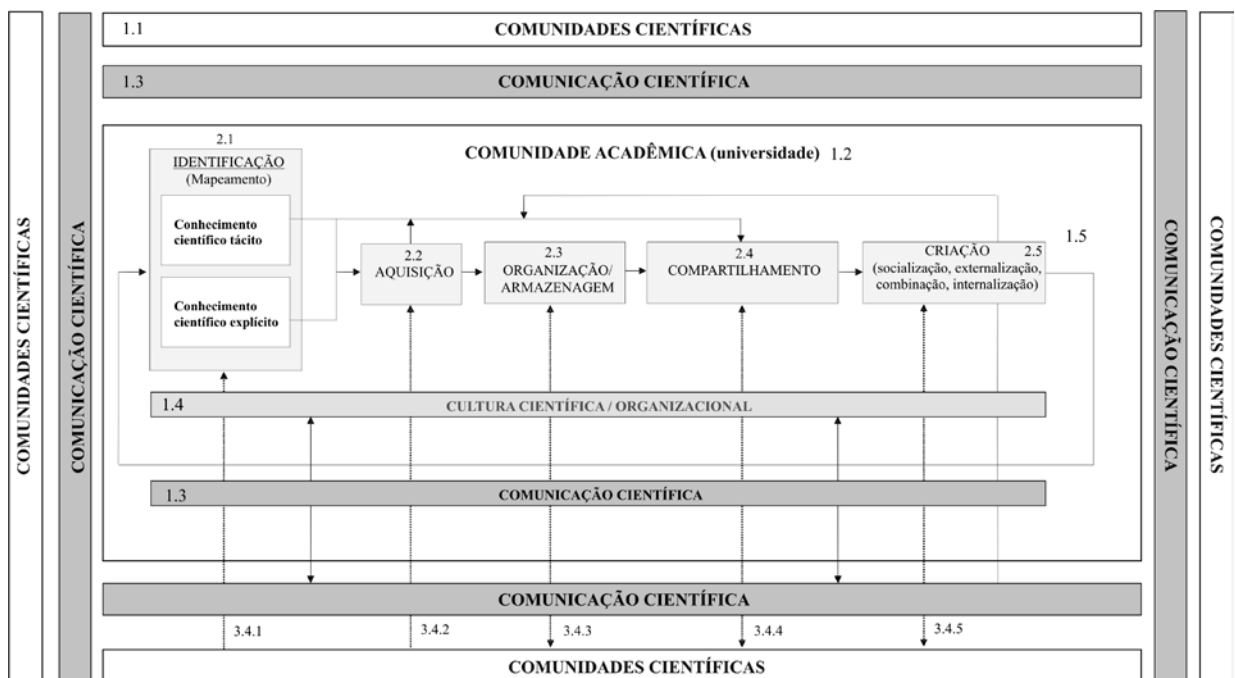 COMUNIDADES CIENTÍFICAS
COMUNICAÇÃO CIENTÍFICA
1.1 COMUNIDADES CIENTÍFICAS
1.3 COMUNICAÇÃO CIENTÍFICA
COMUNIDADE ACADÊMICA (universidade) 1.2
2.1
IDENTIFICAÇÃO
(Mapeamento)
Conhecimento
científico tácito
Conhecimento
científico explícito
2.2
AQUISIÇÃO
2.3
ORGANIZAÇÃO/
ARMAZENAGEM
2.4
COMPARTILHAMENTO
2.5
CRIAÇÃO
(socialização, externalização,
combinação, internalização)
1.5
1.4 CULTURA CIENTÍFICA / ORGANIZACIONAL
1.3 COMUNICAÇÃO CIENTÍFICA
COMUNICAÇÃO CIENTÍFICA
3.4.1
3.4.2
3.4.3
3.4.4
3.4.5
COMUNIDADES CIENTÍFICAS
COMUNICAÇÃO CIENTÍFICA
COMUNIDADES CIENTÍFICAS